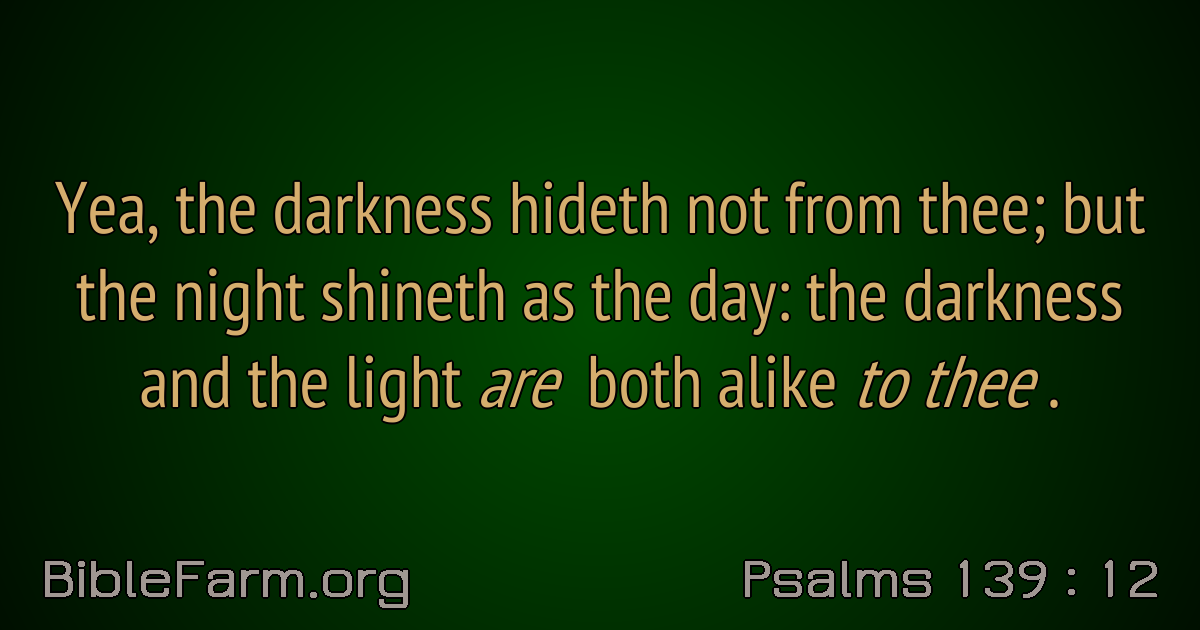 Yea, the darkness hideth not from thee; but
the night shineth as the day: the darkness
and the light are both alike to thee .
BibleFarm.org
Psalms 139 : 12